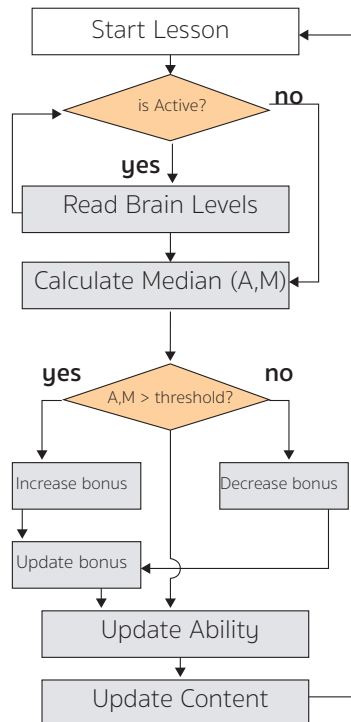 Start Lesson
is Active?
no
yes
Read Brain Levels
Calculate Median (A,M)
yes
no
A,M > threshold?
Increase bonus
Decrease bonus
Update bonus
Update Ability
Update Content